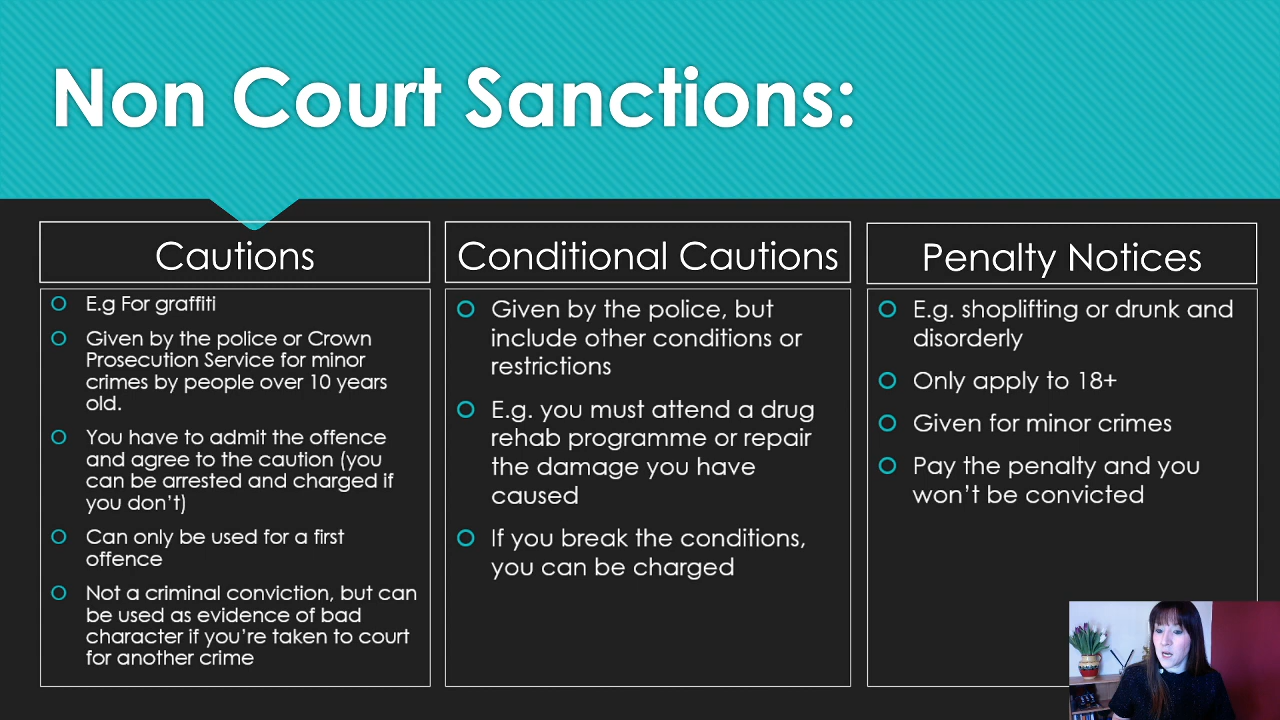 Non Court Sanctions:
Cautions
E.g For graffiti
Given by the police or Crown
Prosecution Service for minor
crimes by people over 10 years
old.
You have to admit the offence
and agree to the caution (you
can be arrested and charged if
you don't)
Can only be used for a first
offence
Not a criminal conviction, but can
be used as evidence of bad
character if you're taken to court
for another crime
Conditional Cautions
Given by the police, but
include other conditions or
restrictions
E.g. you must attend a drug
rehab programme or repair
the damage you have
caused
If you break the conditions,
you can be charged
Penalty Notices
E.g. shoplifting or drunk and
disorderly
Only apply to 18+
Given for minor crimes
Pay the penalty and you
won't be convicted